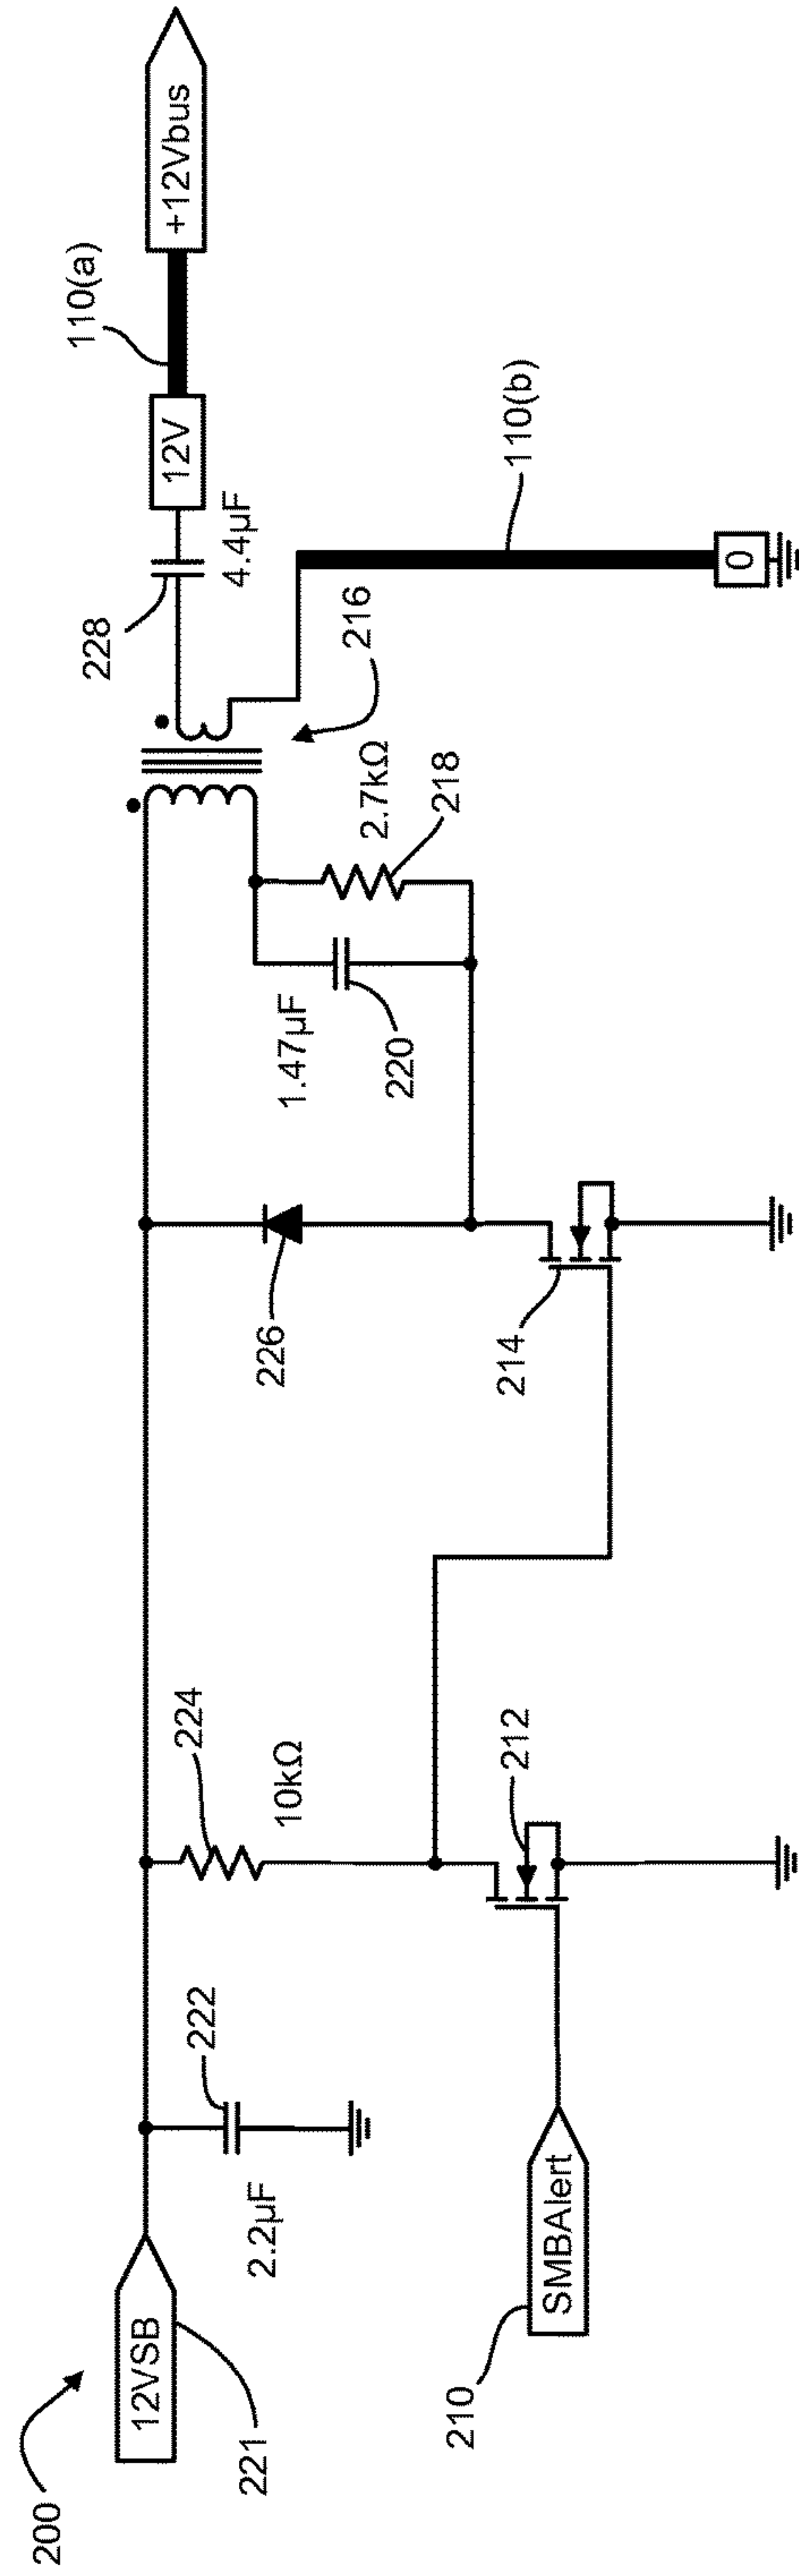 200
12VSB
221
2.2µF
222
224
10kΩ
SMBAlert
210
212
226
214
1.47µF
220
2.7kΩ
218
216
228
4.4µF
12V
110(a)
+12Vbus
110(b)
0